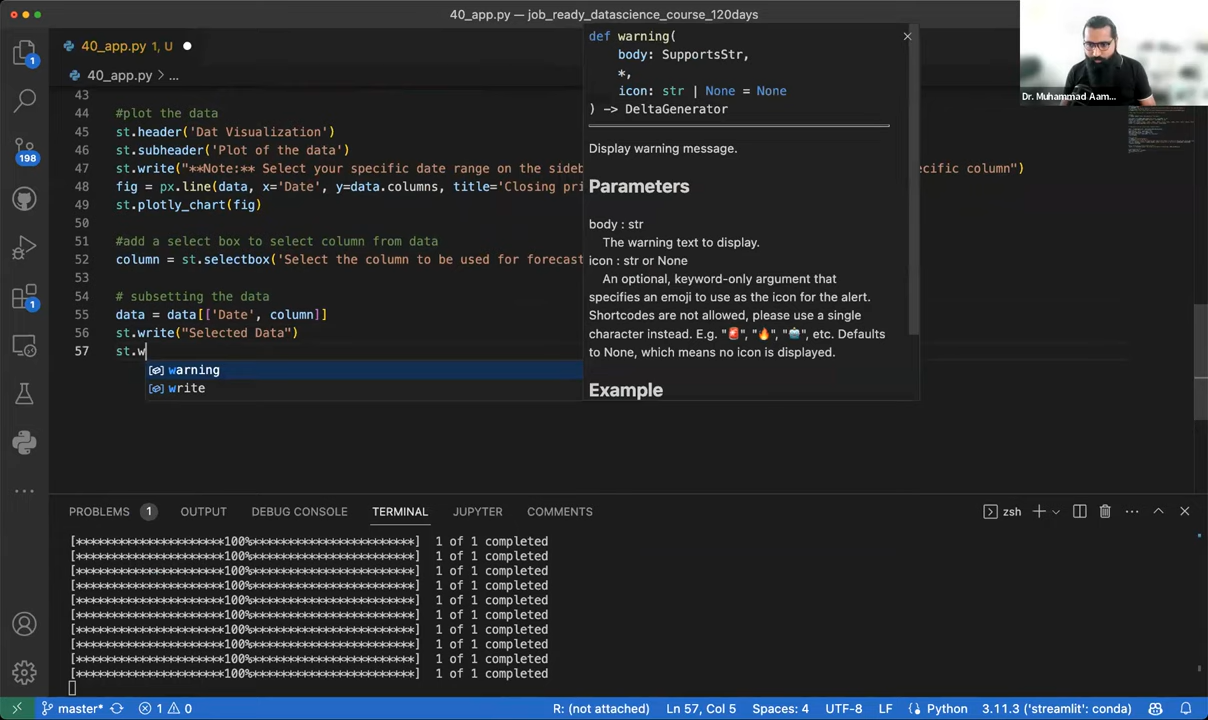 40_app.py — job_ready_datascience_course_120days
40_app.py 1, U
40_app.py > ...
Dr. Muhammad Aam...
43
44 #plot the data
45 st.header('Dat Visualization')
46 st.subheader('Plot of the data')
47 st.write("**Note:** Select your specific date range on the sideb ecific column")
48 fig = px.line(data, x='Date', y=data.columns, title='Closing pri
49 st.plotly_chart(fig)
50
51 #add a select box to select column from data
52 column = st.selectbox('Select the column to be used for forecast
53
54 # subsetting the data
55 data = data[['Date', column]]
56 st.write("Selected Data")
57 st.w
warning
write
def warning(
body: SupportsStr,
*,
icon: str | None = None
) -> DeltaGenerator
Display warning message.
Parameters
body : str
The warning text to display.
icon : str or None
An optional, keyword-only argument that
specifies an emoji to use as the icon for the alert.
Shortcodes are not allowed, please use a single
character instead. E.g. "🚨", "🔥", "🤖", etc. Defaults
to None, which means no icon is displayed.
Example
1
198
1
PROBLEMS 1 OUTPUT DEBUG CONSOLE TERMINAL JUPYTER COMMENTS zsh
[*********************100%***********************] 1 of 1 completed
[*********************100%***********************] 1 of 1 completed
[*********************100%***********************] 1 of 1 completed
[*********************100%***********************] 1 of 1 completed
[*********************100%***********************] 1 of 1 completed
[*********************100%***********************] 1 of 1 completed
[*********************100%***********************] 1 of 1 completed
[*********************100%***********************] 1 of 1 completed
[*********************100%***********************] 1 of 1 completed
[*********************100%***********************] 1 of 1 completed
master* 1 0 R: (not attached) Ln 57, Col 5 Spaces: 4 UTF-8 LF Python 3.11.3 ('streamlit': conda)